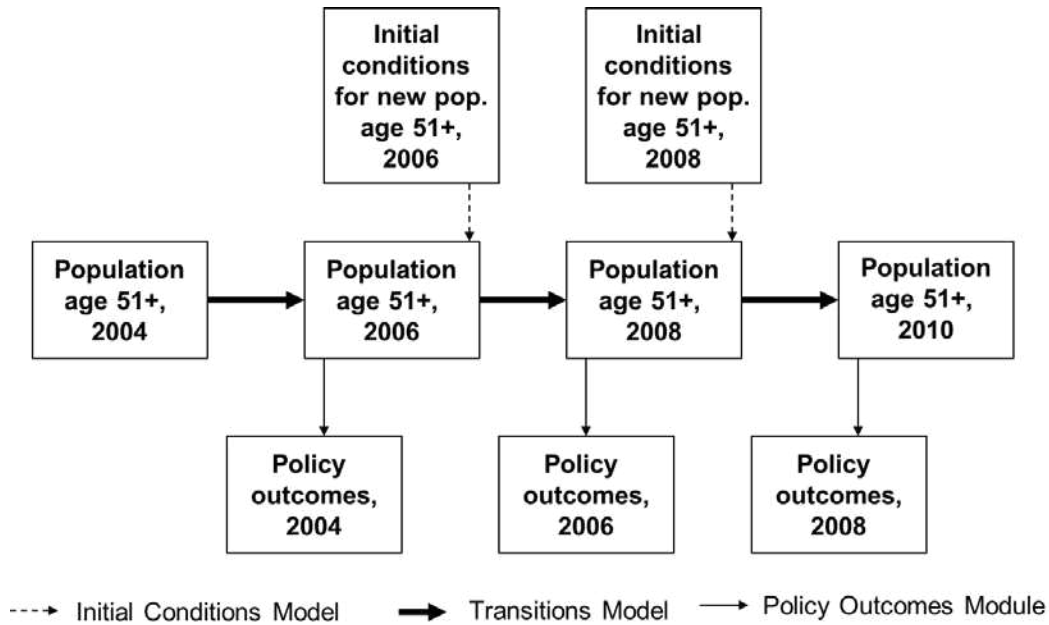 Initial
conditions
for new pop.
age 51+,
2006
Initial
conditions
for new pop.
age 51+,
2008
Population
age 51+,
2004
Population
age 51+,
2006
Population
age 51+,
2008
Population
age 51+,
2010
Policy
outcomes,
2004
Policy
outcomes,
2006
Policy
outcomes,
2008
Initial Conditions Model
Transitions Model
Policy Outcomes Module